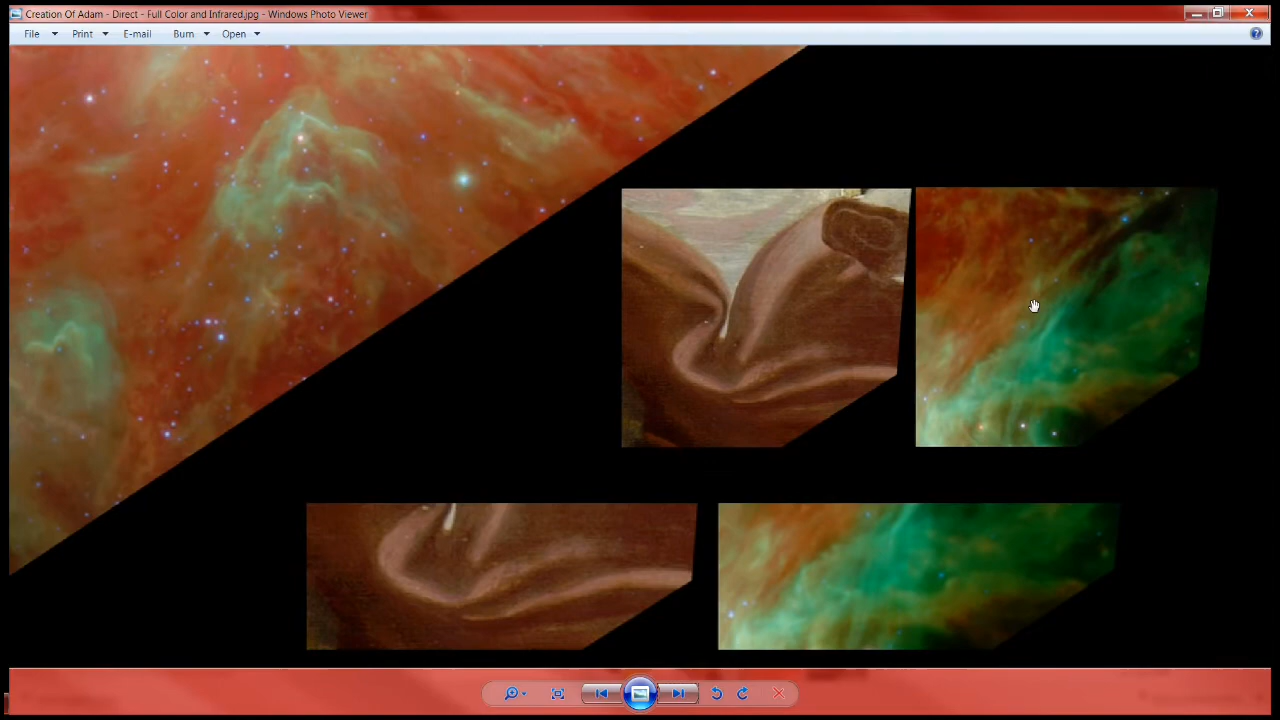 Creation Of Adam - Direct - Full Color and Infrared.jpg - Windows Photo Viewer
File Print E-mail Burn Open